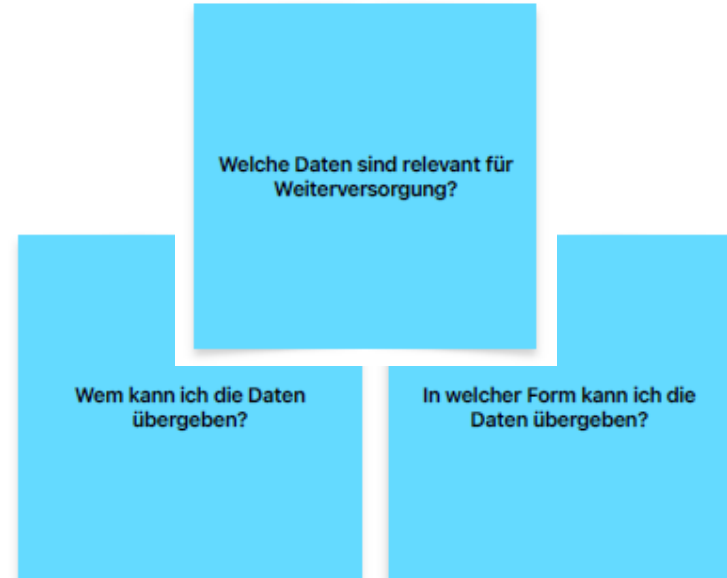 Welche Daten sind relevant für
Weiterversorgung?
Wem kann ich die Daten
übergeben?
In welcher Form kann ich die
Daten übergeben?